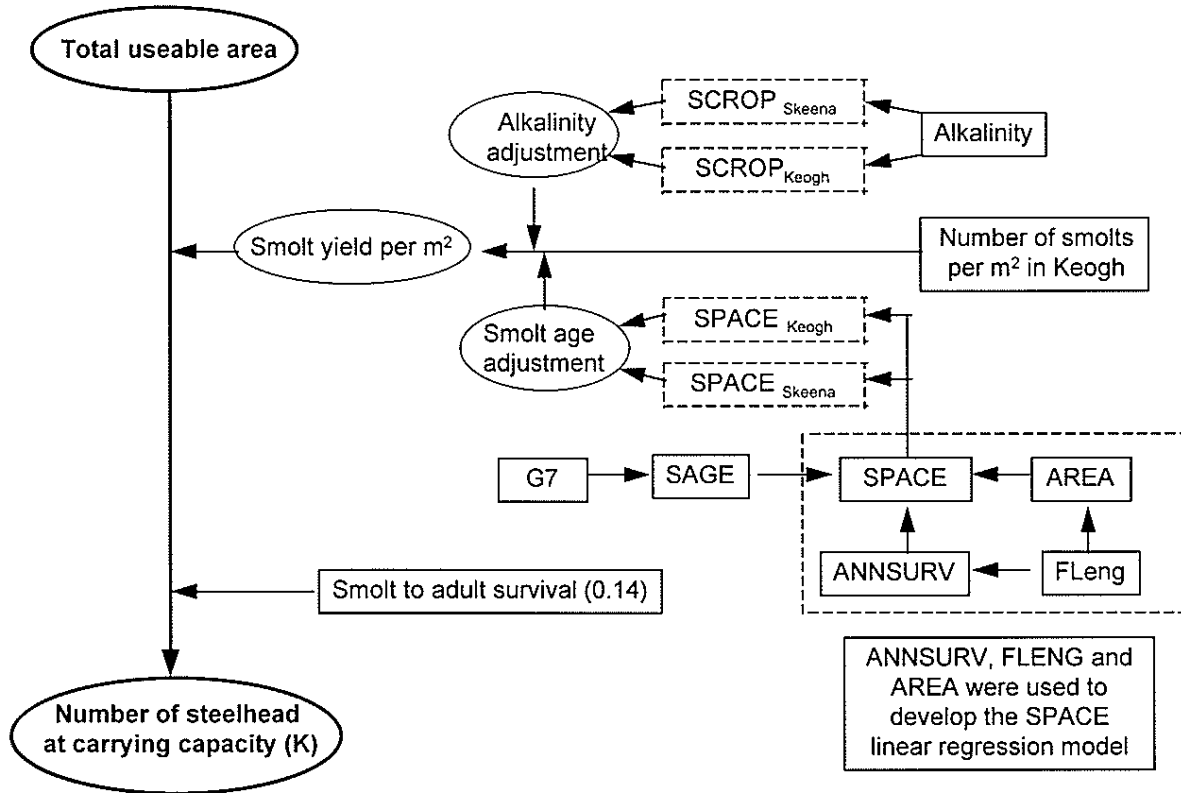 Total useable area
SCROP Skeena
Alkalinity
adjustment
Alkalinity
SCROP Keogh
Smolt yield per m²
Number of smolts
per m² in Keogh
SPACE Keogh
Smolt age
adjustment
SPACE Skeena
G7
SAGE
SPACE
AREA
ANNSURV
FLeng
Smolt to adult survival (0.14)
ANNSURV, FLENG and
AREA were used to
develop the SPACE
linear regression model
Number of steelhead
at carrying capacity (K)